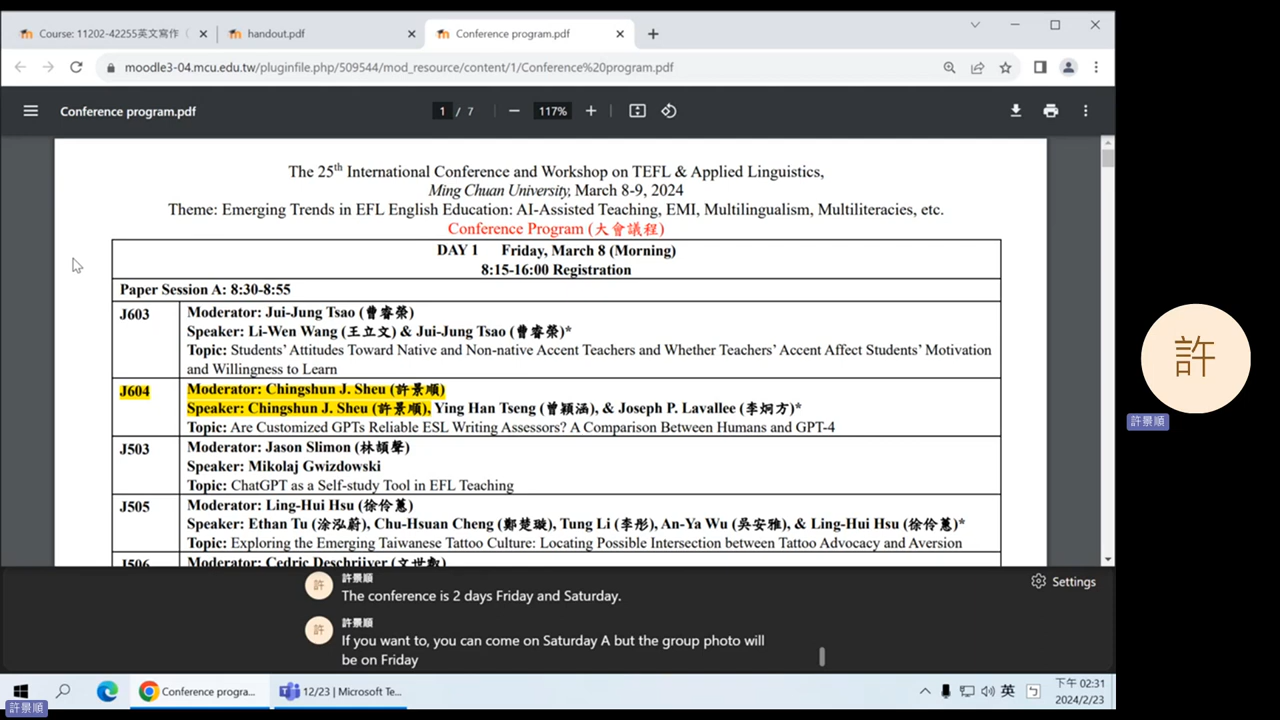 Course: 11202-42255英文寫作（
handout.pdf
Conference program.pdf
moodle3-04.mcu.edu.tw/pluginfile.php/509544/mod_resource/content/1/Conference%20program.pdf
Conference program.pdf
1 / 7
117%
The 25th International Conference and Workshop on TEFL & Applied Linguistics,
Ming Chuan University, March 8-9, 2024
Theme: Emerging Trends in EFL English Education: AI-Assisted Teaching, EMI, Multilingualism, Multiliteracies, etc.
Conference Program (大會議程)
DAY 1 Friday, March 8 (Morning)
8:15-16:00 Registration
Paper Session A: 8:30-8:55
J603
Moderator: Jui-Jung Tsao (曹睿榮)
Speaker: Li-Wen Wang (王立文) & Jui-Jung Tsao (曹睿榮)*
Topic: Students' Attitudes Toward Native and Non-native Accent Teachers and Whether Teachers' Accent Affect Students' Motivation
and Willingness to Learn
J604
Moderator: Chingshun J. Sheu (許景順)
Speaker: Chingshun J. Sheu (許景順), Ying Han Tseng (曾穎涵), & Joseph P. Lavallee (李炯方)*
Topic: Are Customized GPTs Reliable ESL Writing Assessors? A Comparison Between Humans and GPT-4
J503
Moderator: Jason Slimon (林頡聲)
Speaker: Mikolaj Gwizdowski
Topic: ChatGPT as a Self-study Tool in EFL Teaching
J505
Moderator: Ling-Hui Hsu (徐伶蕙)
Speaker: Ethan Tu (涂泓蔚), Chu-Hsuan Cheng (鄭楚璇), Tung Li (李彤), An-Ya Wu (吳安雅), & Ling-Hui Hsu (徐伶蕙)*
Topic: Exploring the Emerging Taiwanese Tattoo Culture: Locating Possible Intersection between Tattoo Advocacy and Aversion
J506
Moderator: Cedric Deschrijver (文世叡)
許
許景順
許
許景順
The conference is 2 days Friday and Saturday.
許
許景順
If you want to, you can come on Saturday A but the group photo will
be on Friday
Settings
Conference progra...
12/23 | Microsoft Te...
英
ㄅ
下午 02:31
2024/2/23
許景順